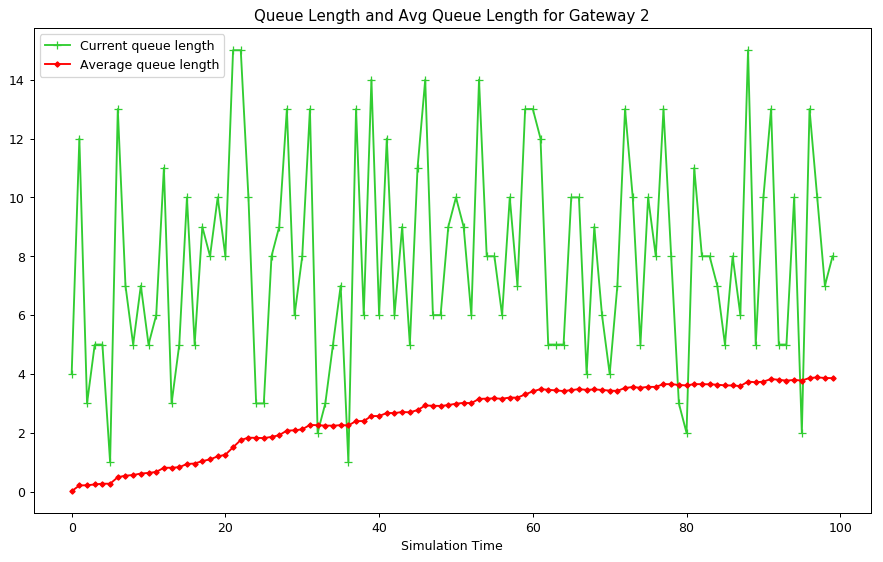 Queue Length and Avg Queue Length for Gateway 2
Current queue length
Average queue length
14
12
10
8
6
4
2
0
0 20 40 60 80 100
Simulation Time